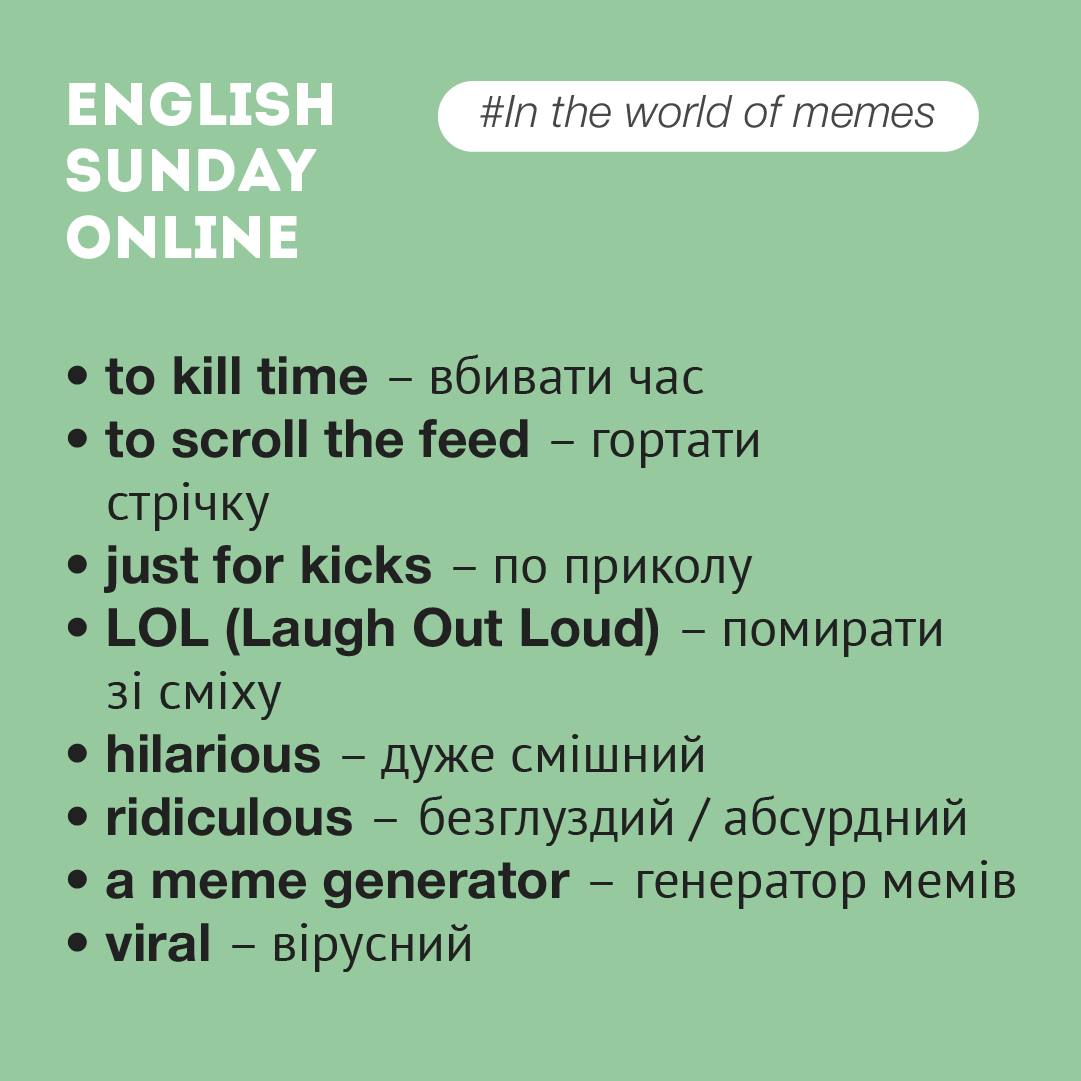 ENGLISH
SUNDAY
ONLINE
#In the world of memes
• to kill time – вбивати час
• to scroll the feed – гортати
стрічку
• just for kicks – по приколу
• LOL (Laugh Out Loud) – помирати
зі сміху
• hilarious – дуже смішний
• ridiculous – безглуздий / абсурдний
• a meme generator – генератор мемів
• viral – вірусний